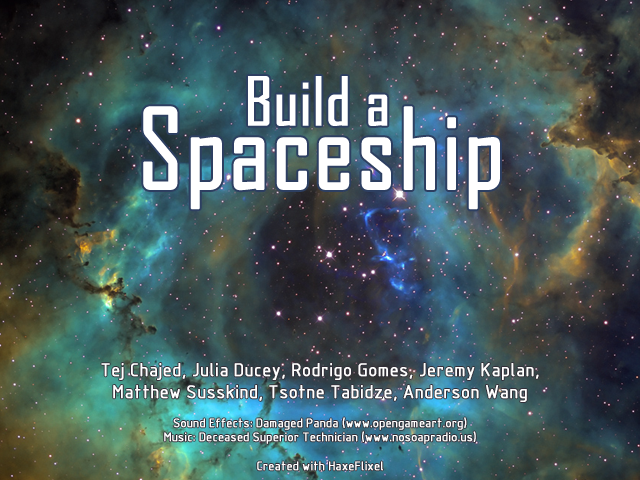 Build a
Spaceship
Tej Chajed, Julia Ducey, Rodrigo Gomes, Jeremy Kaplan,
Matthew Susskind, Tsotne Tabidze, Anderson Wang
Sound Effects: Damaged Panda (www.opengameart.org)
Music: Deceased Superior Technician (www.nosoapradio.us)
Created with HaxeFlixel